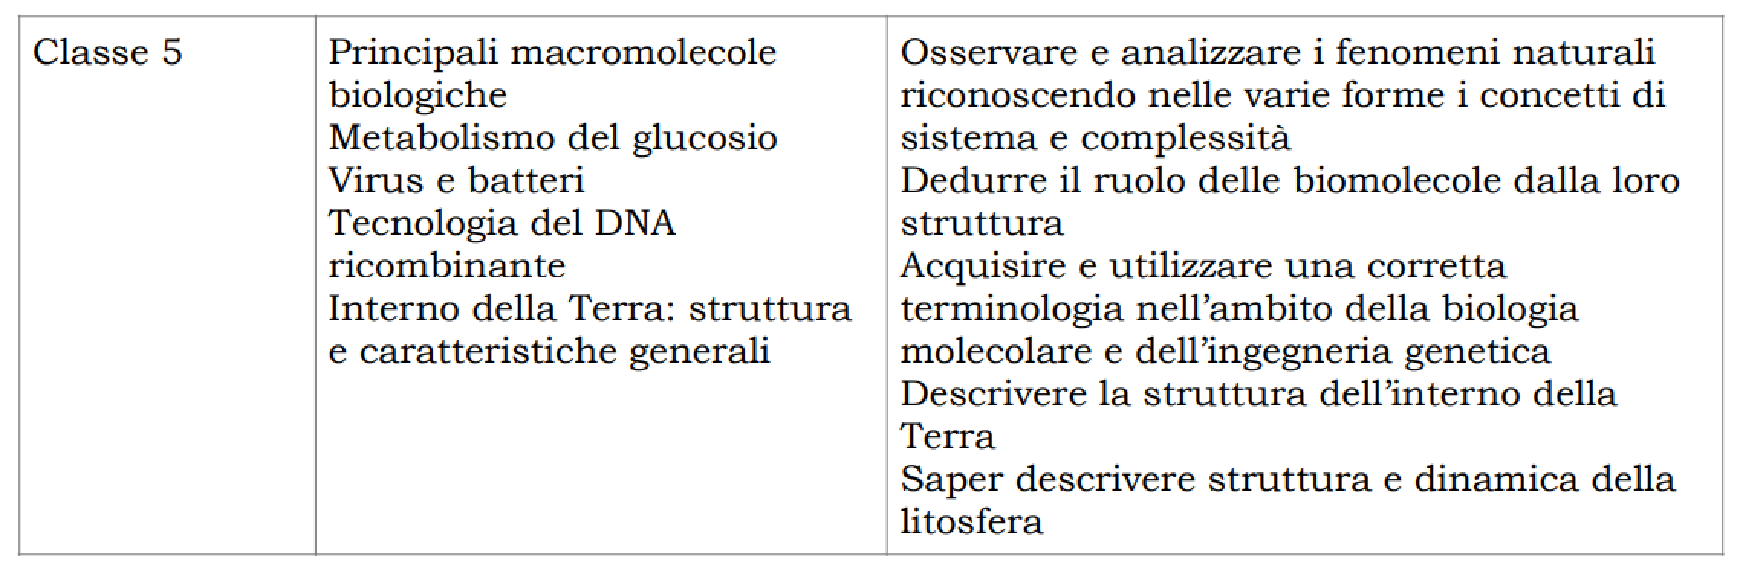 Classe 5
Principali macromolecole
biologiche
Metabolismo del glucosio
Virus e batteri
Tecnologia del DNA
ricombinante
Interno della Terra: struttura
e caratteristiche generali
Osservare e analizzare i fenomeni naturali
riconoscendo nelle varie forme i concetti di
sistema e complessità
Dedurre il ruolo delle biomolecole dalla loro
struttura
Acquisire e utilizzare una corretta
terminologia nell’ambito della biologia
molecolare e dell’ingegneria genetica
Descrivere la struttura dell’interno della
Terra
Saper descrivere struttura e dinamica della
litosfera